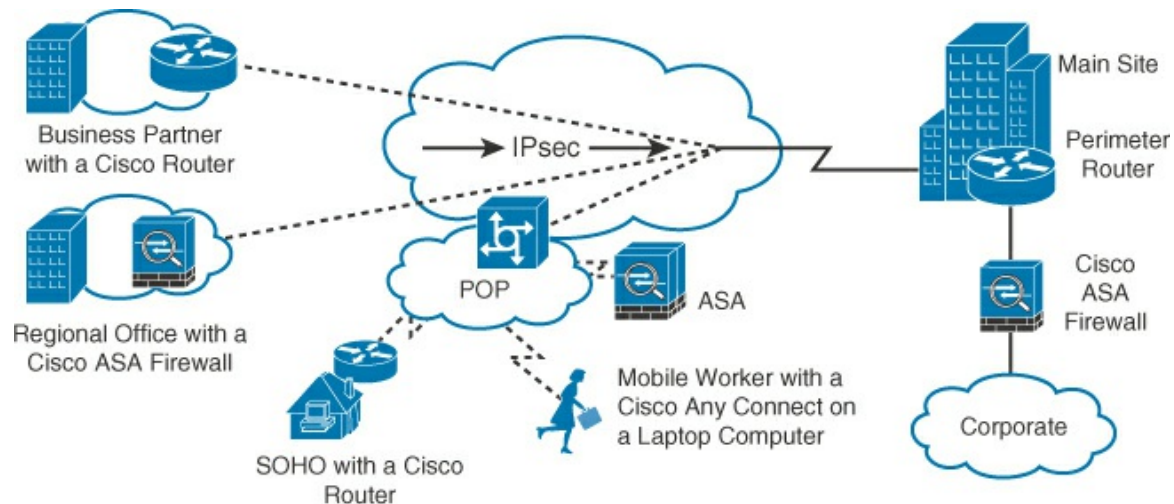 Business Partner
with a Cisco Router
IPsec
Main Site
Perimeter
Router
POP
ASA
Cisco
ASA
Firewall
Regional Office with a
Cisco ASA Firewall
Mobile Worker with a
Cisco Any Connect on
a Laptop Computer
SOHO with a Cisco
Router
Corporate